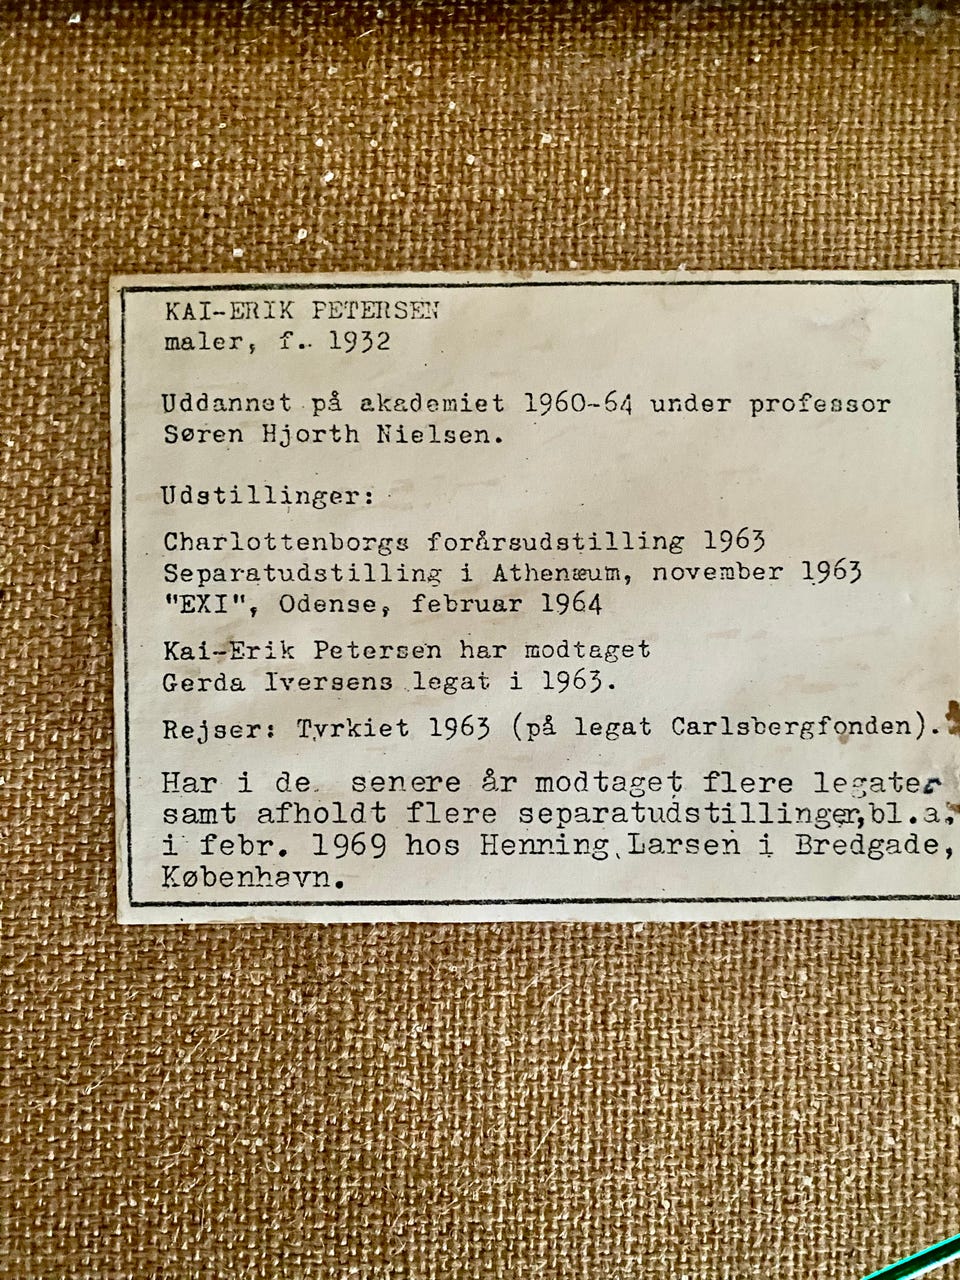 KAI-ERIK PETERSEN
maler, f. 1932
Uddannet på akademiet 1960-64 under professor
Søren Hjorth Nielsen.
Udstillinger:
Charlottenborgs forårsudstilling 1963
Separatudstilling i Athenæum, november 1963
"EXI", Odense, februar 1964
Kai-Erik Petersen har modtaget
Gerda Iversens legat i 1963.
Rejser: Tyrkiet 1963 (på legat Carlsbergfonden).
Har i de senere år modtaget flere legater
samt afholdt flere separatudstillinger,bl.a.
i febr. 1969 hos Henning Larsen i Bredgade,
København.